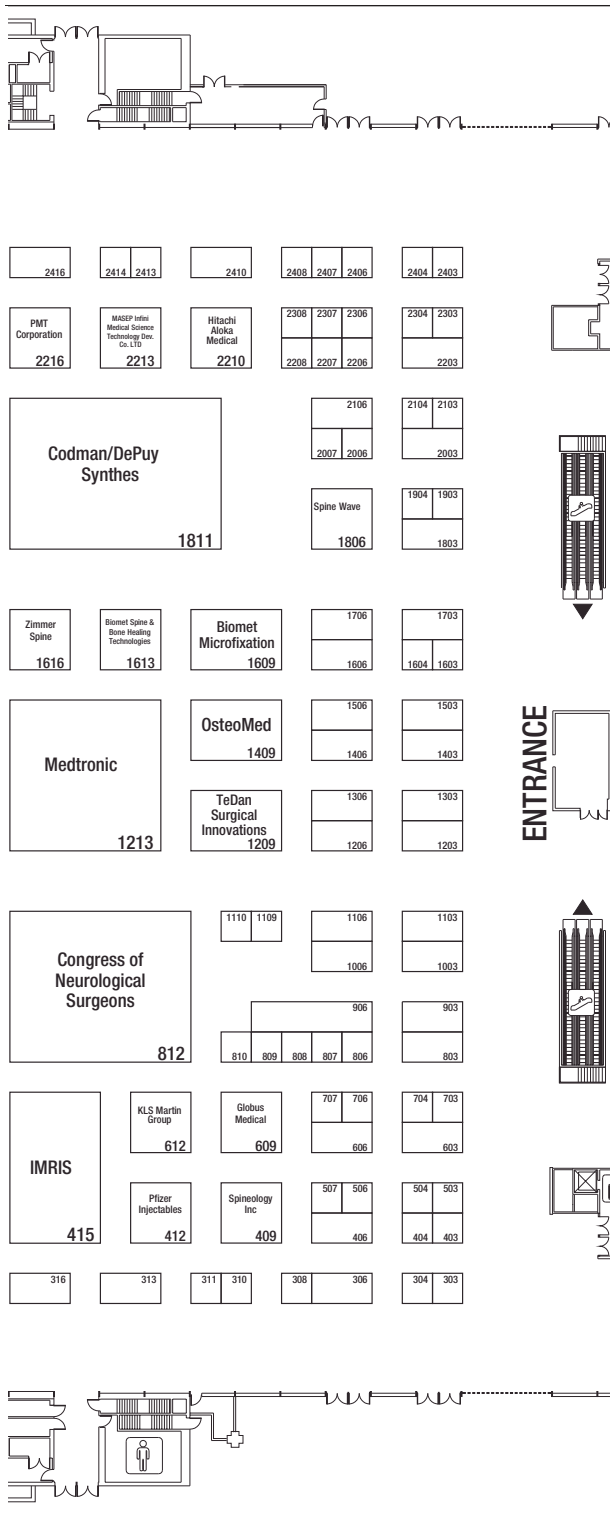 2416
2414 2413
2410
2408 2407 2406
2404 2403
PMT
Corporation
2216
MASEP Infini
Medical Science
Technology Dev.
Co. LTD
2213
Hitachi
Aloka
Medical
2210
2308 2307 2306
2208 2207 2206
2304 2303
2203
Codman/DePuy
Synthes
1811
2106
2007 2006
2104 2103
2003
Spine Wave
1806
1904 1903
1803
Zimmer
Spine
1616
Biomet Spine &
Bone Healing
Technologies
1613
Biomet
Microfixation
1609
1706
1606
1703
1604 1603
Medtronic
1213
OsteoMed
1409
1506
1406
1503
1403
TeDan
Surgical
Innovations
1209
1306
1206
1303
1203
ENTRANCE
Congress of
Neurological
Surgeons
812
1110 1109
1106
1006
1103
1003
906
810 809 808 807 806
903
803
IMRIS
415
KLS Martin
Group
612
Globus
Medical
609
707 706
606
704 703
603
Pfizer
Injectables
412
Spineology
Inc
409
507 506
406
504 503
404 403
316
313
311 310
308 306
304 303